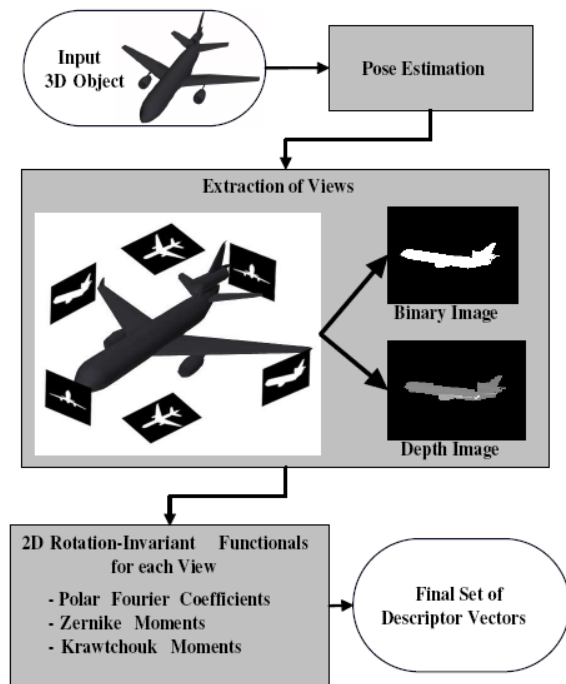 Input
3D Object
Pose Estimation
Extraction of Views
Binary Image
Depth Image
2D Rotation-Invariant Functionals
for each View
- Polar Fourier Coefficients
- Zernike Moments
- Krawtchouk Moments
Final Set of
Descriptor Vectors